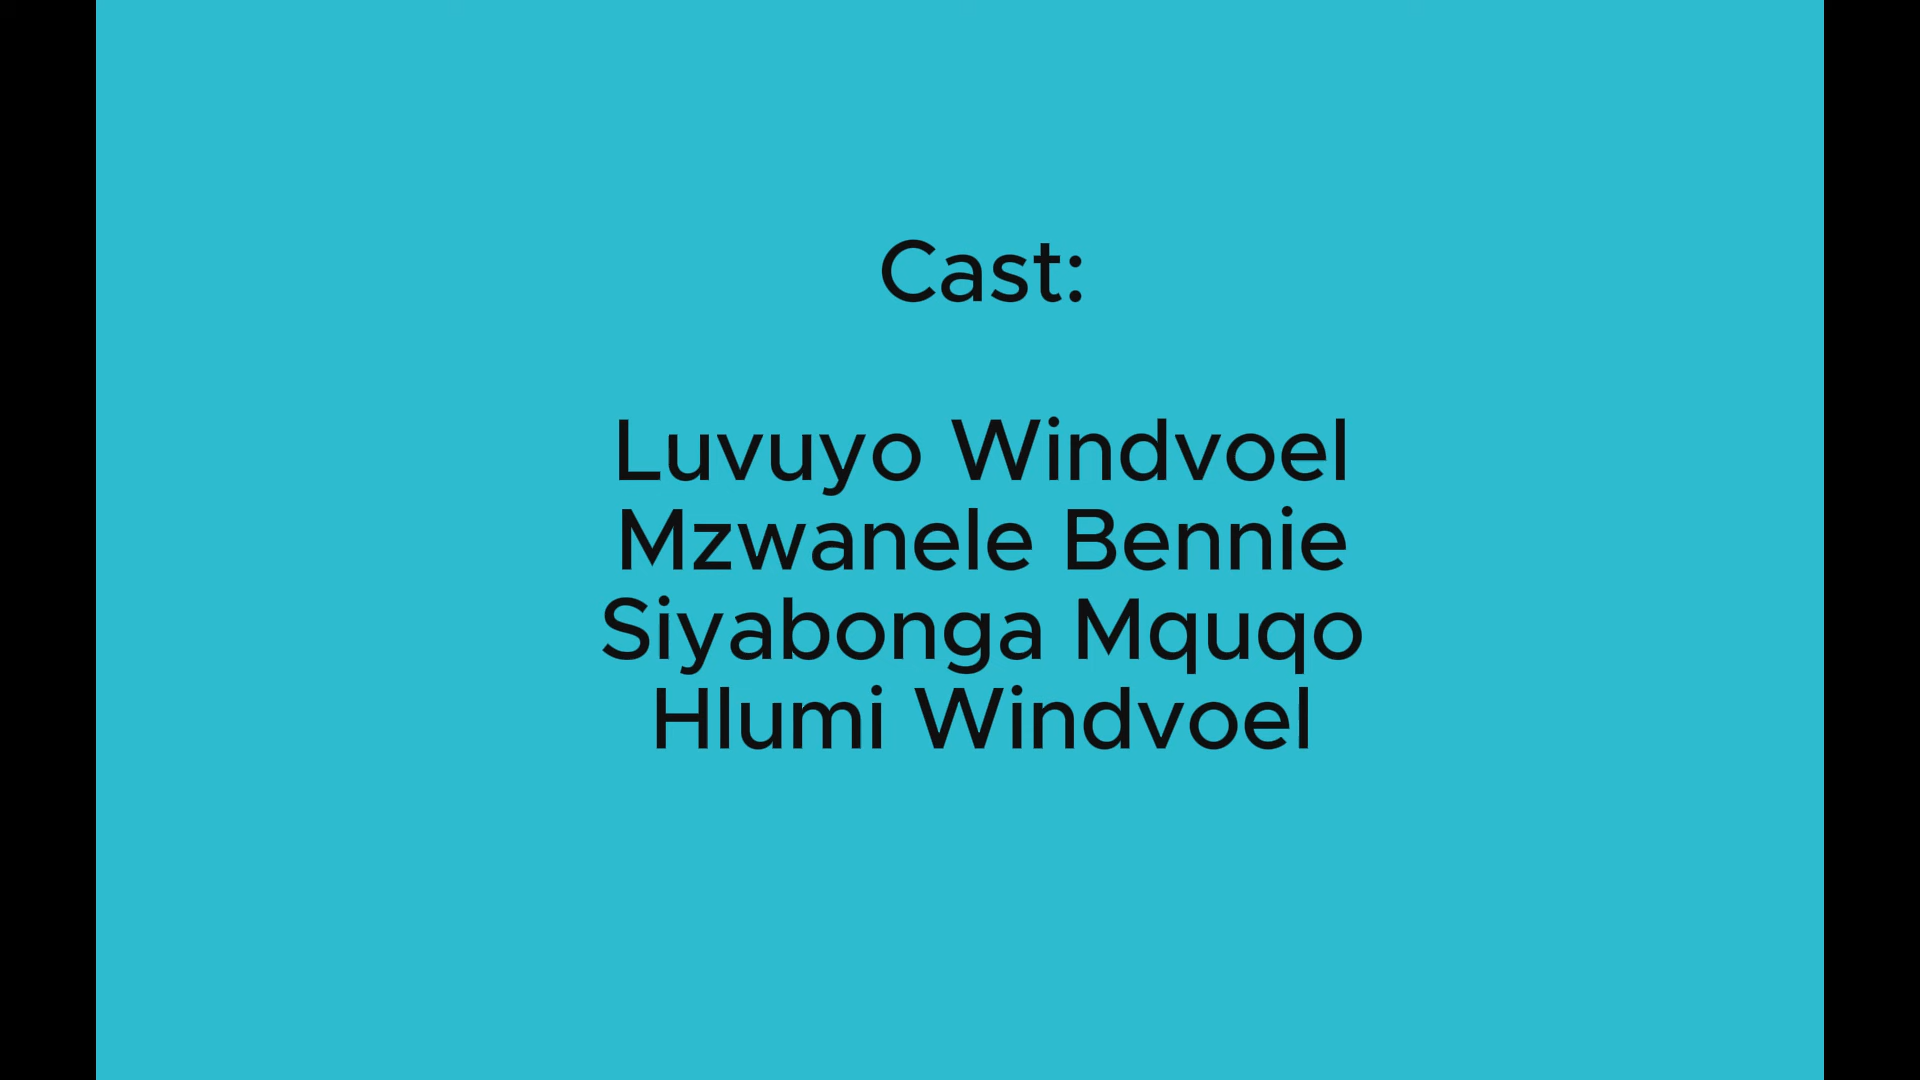 Cast:
Luvuyo Windvoel
Mzwanele Bennie
Siyabonga Mquqo
Hlumi Windvoel